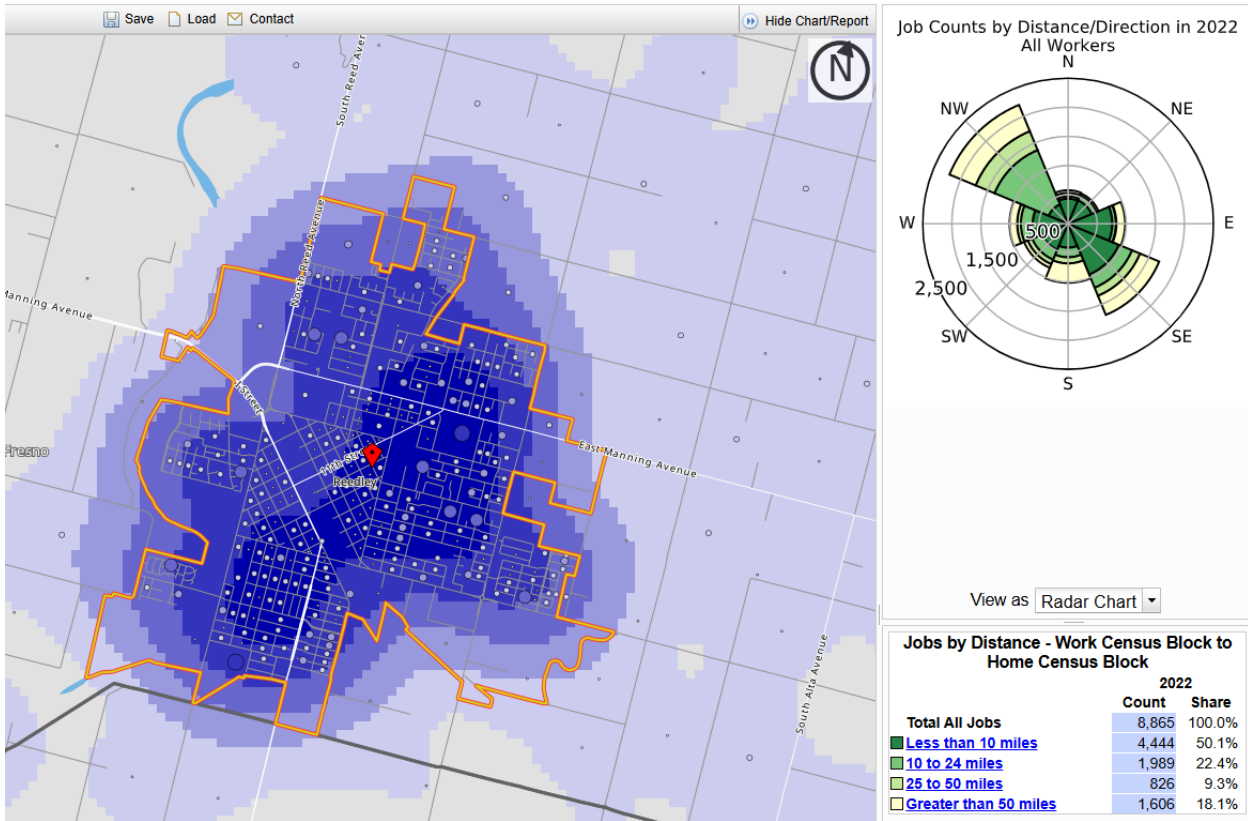 Save Load Contact
Hide Chart/Report
South Reed Aver
N
North Reed Avenue
Manning Avenue
I Street
Fresno
11th Stree
Reedley
East Manning Avenue
South Alta Avenue
Job Counts by Distance/Direction in 2022
All Workers
N
NW NE
W E
500
1,500
2,500
SW SE
S
View as Radar Chart
Jobs by Distance - Work Census Block to
Home Census Block
2022
Count Share
Total All Jobs 8,865 100.0%
Less than 10 miles 4,444 50.1%
10 to 24 miles 1,989 22.4%
25 to 50 miles 826 9.3%
Greater than 50 miles 1,606 18.1%